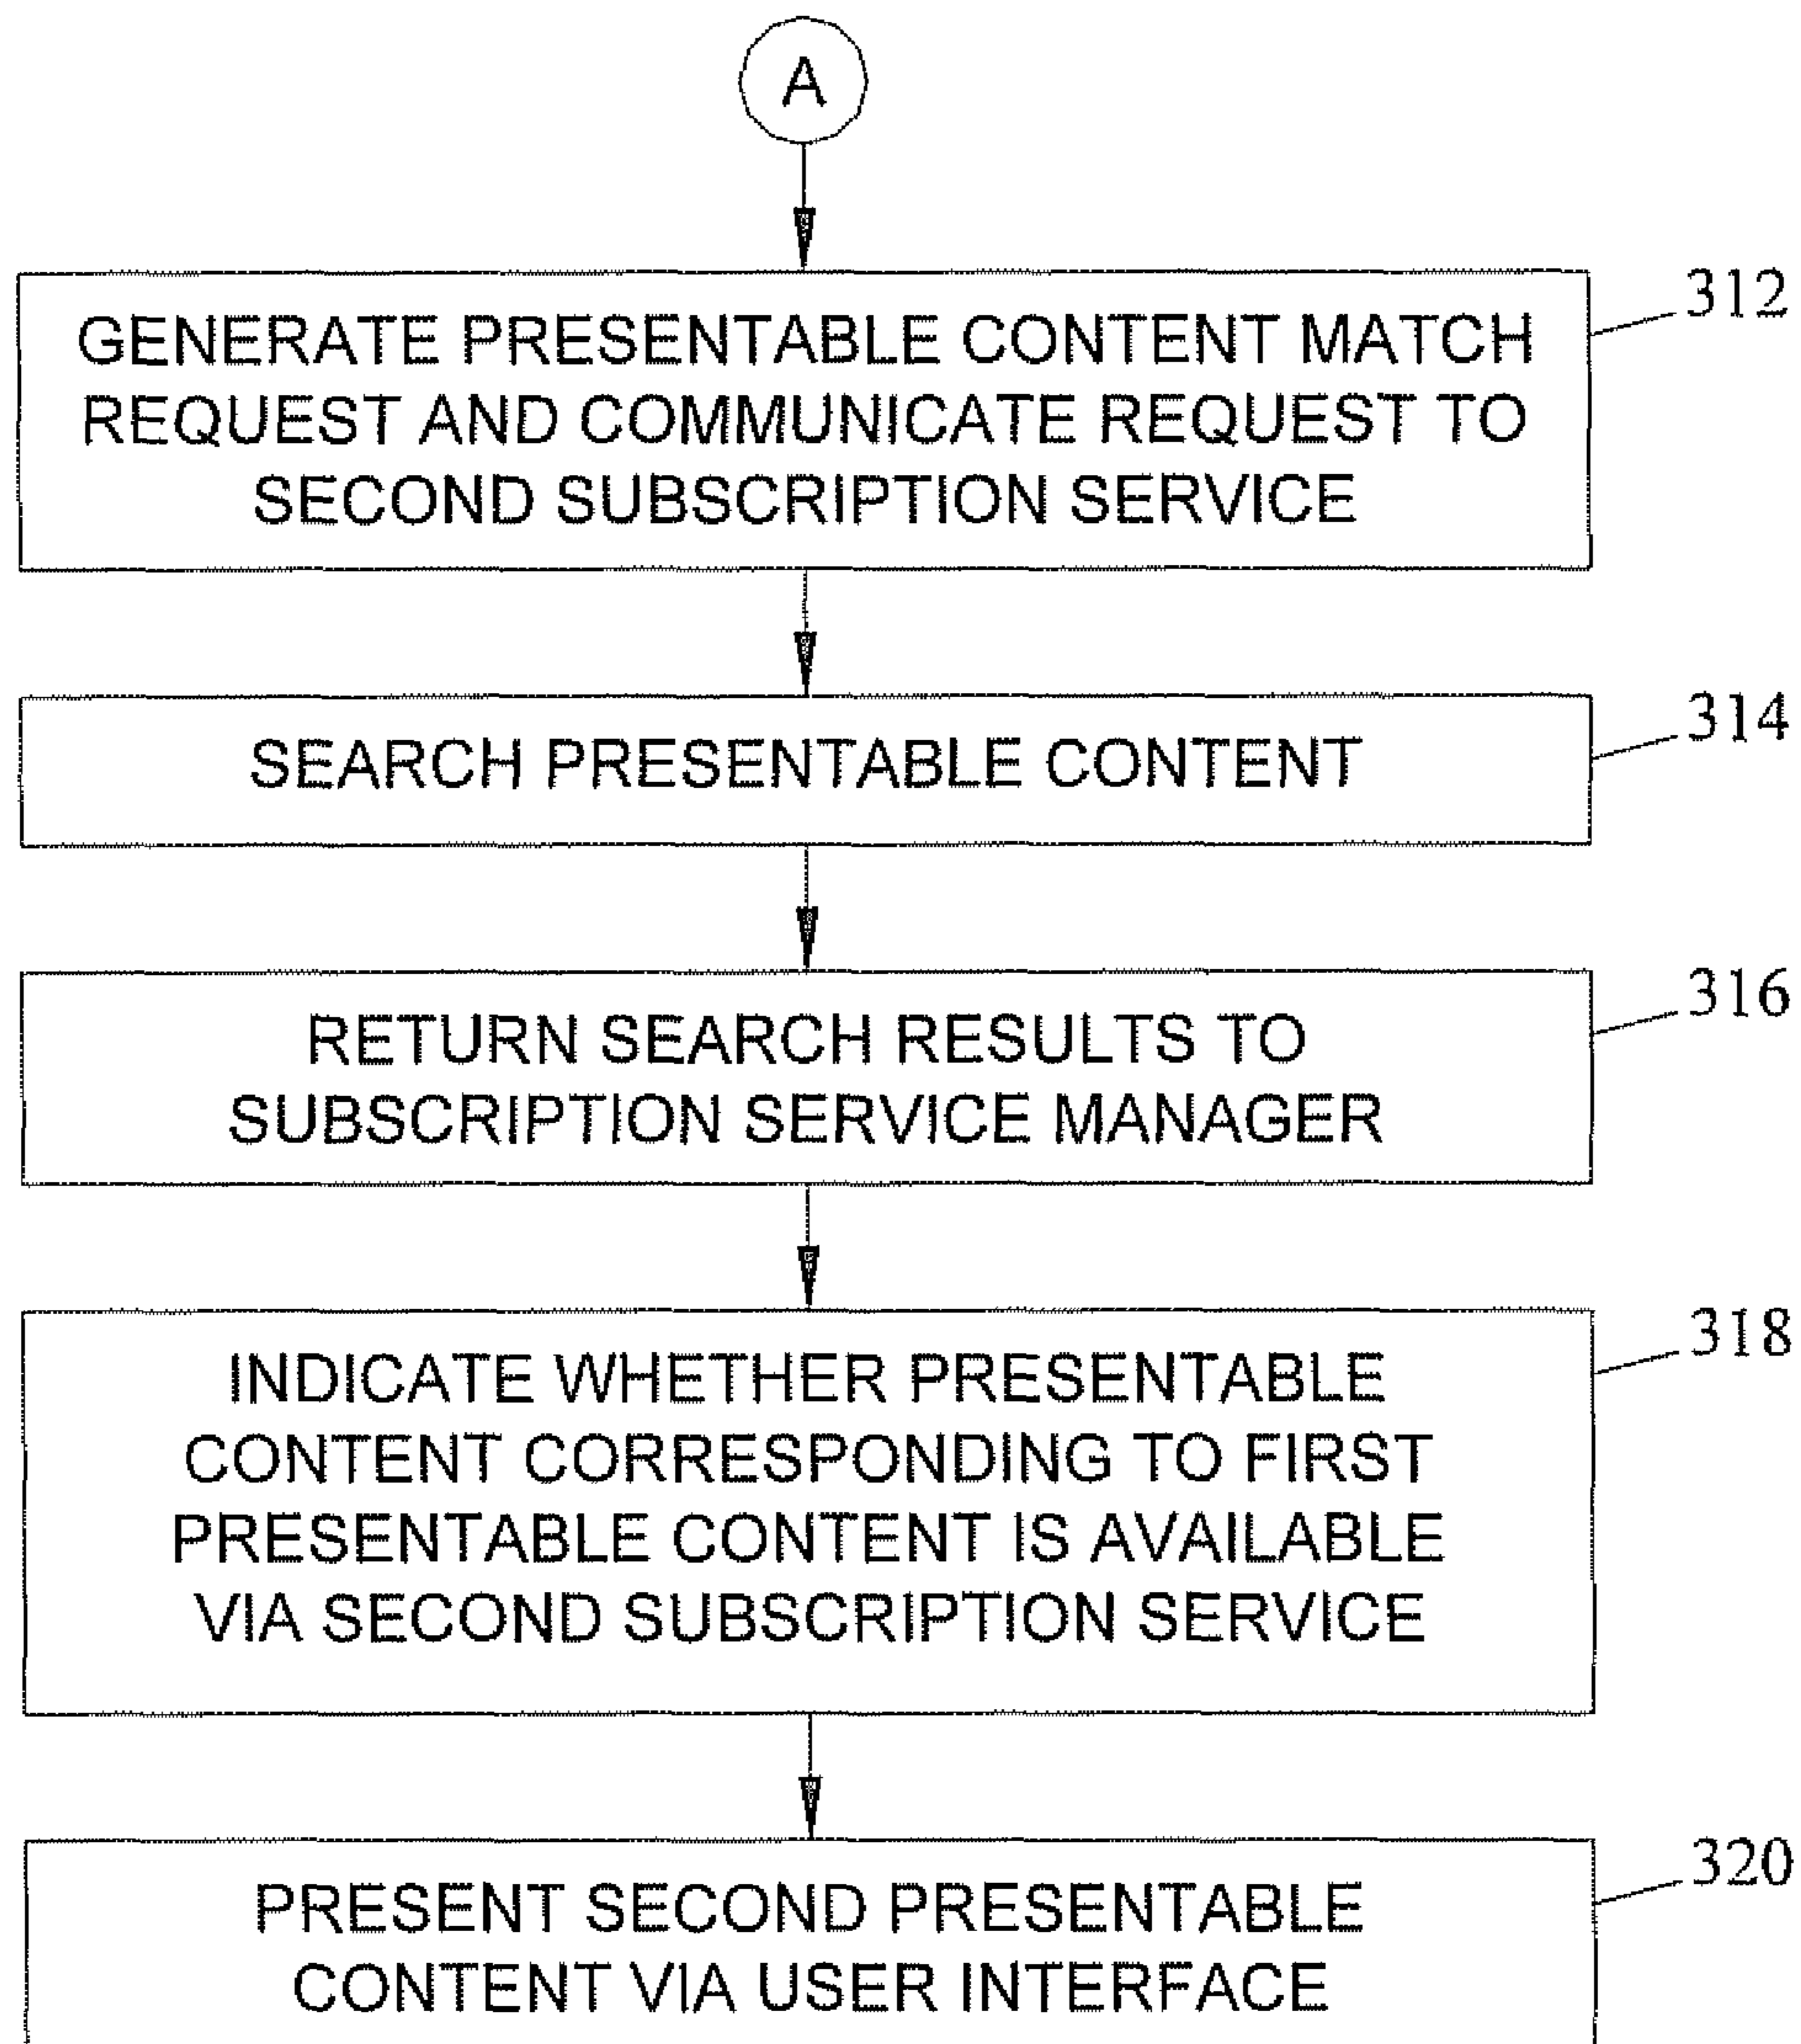 A
312
GENERATE PRESENTABLE CONTENT MATCH
REQUEST AND COMMUNICATE REQUEST TO
SECOND SUBSCRIPTION SERVICE
314
SEARCH PRESENTABLE CONTENT
316
RETURN SEARCH RESULTS TO
SUBSCRIPTION SERVICE MANAGER
318
INDICATE WHETHER PRESENTABLE
CONTENT CORRESPONDING TO FIRST
PRESENTABLE CONTENT IS AVAILABLE
VIA SECOND SUBSCRIPTION SERVICE
320
PRESENT SECOND PRESENTABLE
CONTENT VIA USER INTERFACE